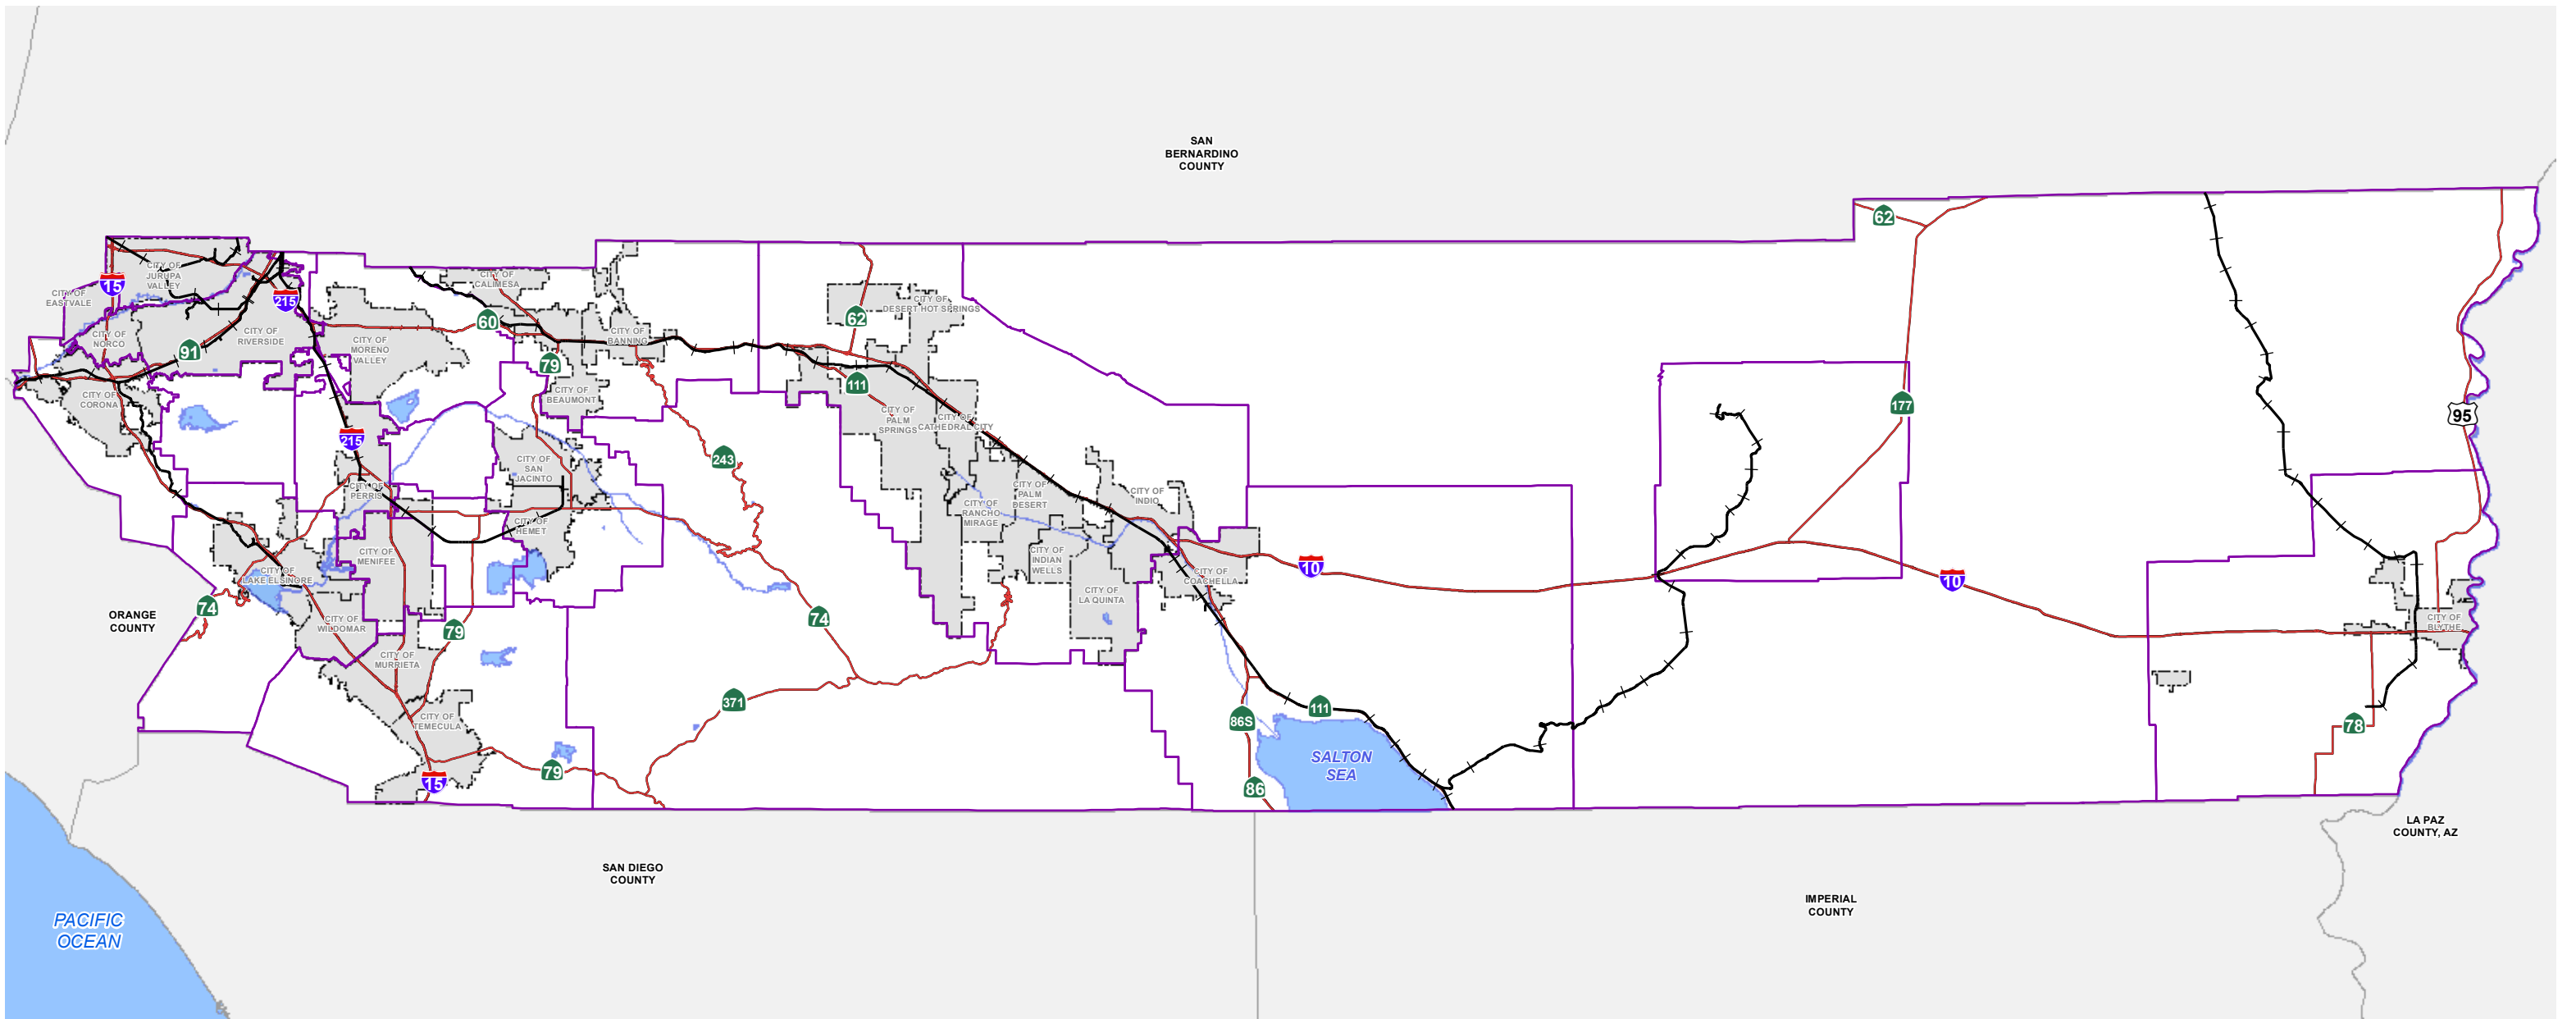 SAN
BERNARDINO
COUNTY
62
CITY OF
JURUPA
VALLEY
15
CITY OF
EASTVALE
215
CITY OF
CALIMESA
CITY OF
DESERT HOT SPRINGS
62
60
CITY OF
NORCO
91
CITY OF
RIVERSIDE
CITY OF
MORENO
VALLEY
CITY OF
BANNING
79
111
CITY OF
CORONA
CITY OF
BEAUMONT
CITY OF
PALM
SPRINGS
CITY OF
CATHEDRAL CITY
177
95
215
243
CITY OF
SAN
JACINTO
CITY OF
PERRIS
CITY OF
PALM
DESERT
CITY OF
INDIO
CITY OF
RANCHO
MIRAGE
CITY OF
HEMET
CITY OF
MENIFEE
CITY OF
INDIAN
WELLS
10
10
CITY OF
LAKE ELSINORE
CITY OF
COACHELLA
CITY OF
LA QUINTA
74
ORANGE
COUNTY
CITY OF
WILDOMAR
79
74
CITY OF
BLYTHE
CITY OF
MURRIETA
371
111
86S
78
CITY OF
TEMECULA
SALTON
SEA
79
15
86
LA PAZ
COUNTY, AZ
SAN DIEGO
COUNTY
IMPERIAL
COUNTY
PACIFIC
OCEAN